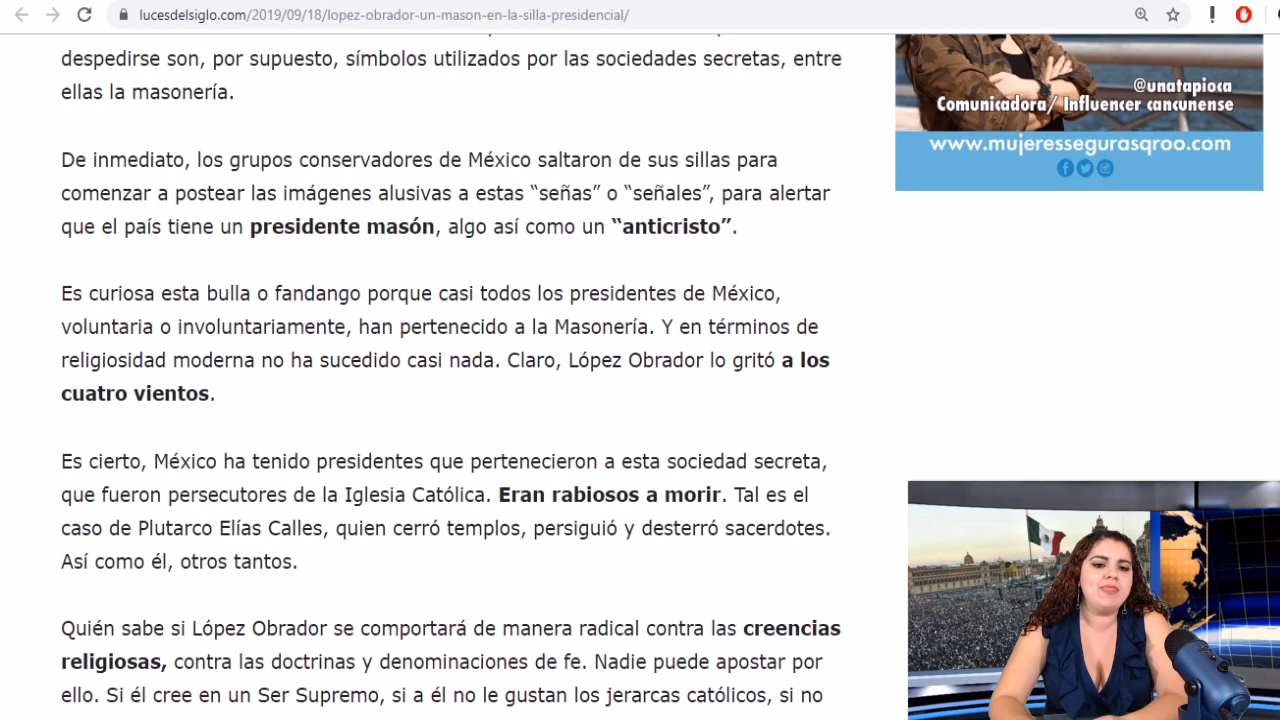 lucesdelsiglo.com/2019/09/18/lopez-obrador-un-mason-en-la-silla-presidencial/
despedirse son, por supuesto, símbolos utilizados por las sociedades secretas, entre
ellas la masonería.
De inmediato, los grupos conservadores de México saltaron de sus sillas para
comenzar a postear las imágenes alusivas a estas “señas” o “señales”, para alertar
que el país tiene un presidente masón, algo así como un “anticristo”.
Es curiosa esta bulla o fandango porque casi todos los presidentes de México,
voluntaria o involuntariamente, han pertenecido a la Masonería. Y en términos de
religiosidad moderna no ha sucedido casi nada. Claro, López Obrador lo gritó a los
cuatro vientos.
Es cierto, México ha tenido presidentes que pertenecieron a esta sociedad secreta,
que fueron persecutores de la Iglesia Católica. Eran rabiosos a morir. Tal es el
caso de Plutarco Elías Calles, quien cerró templos, persiguió y desterró sacerdotes.
Así como él, otros tantos.
Quién sabe si López Obrador se comportará de manera radical contra las creencias
religiosas, contra las doctrinas y denominaciones de fe. Nadie puede apostar por
ello. Si él cree en un Ser Supremo, si a él no le gustan los jerarcas católicos, si no
@unatapioca
Comunicadora/ Influencer cancunense
www.mujeressegurasqroo.com